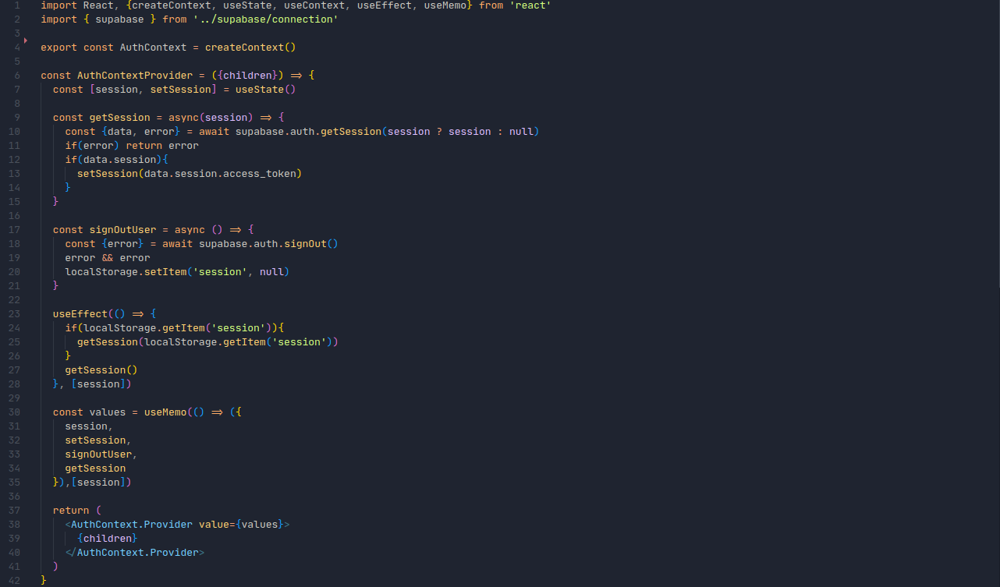 1 import React, {createContext, useState, useContext, useEffect, useMemo} from 'react'
2 import { supabase } from '../supabase/connection'
3
4 export const AuthContext = createContext()
5
6 const AuthContextProvider = ({children}) => {
7   const [session, setSession] = useState()
8
9   const getSession = async(session) => {
10     const {data, error} = await supabase.auth.getSession(session ? session : null)
11     if(error) return error
12     if(data.session){
13       setSession(data.session.access_token)
14     }
15   }
16
17   const signOutUser = async () => {
18     const {error} = await supabase.auth.signOut()
19     error && error
20     localStorage.setItem('session', null)
21   }
22
23   useEffect(() => {
24     if(localStorage.getItem('session')){
25       getSession(localStorage.getItem('session'))
26     }
27     getSession()
28   }, [session])
29
30   const values = useMemo(() => ({
31     session,
32     setSession,
33     signOutUser,
34     getSession
35   }),[session])
36
37   return (
38     <AuthContext.Provider value={values}>
39       {children}
40     </AuthContext.Provider>
41   )
42 }